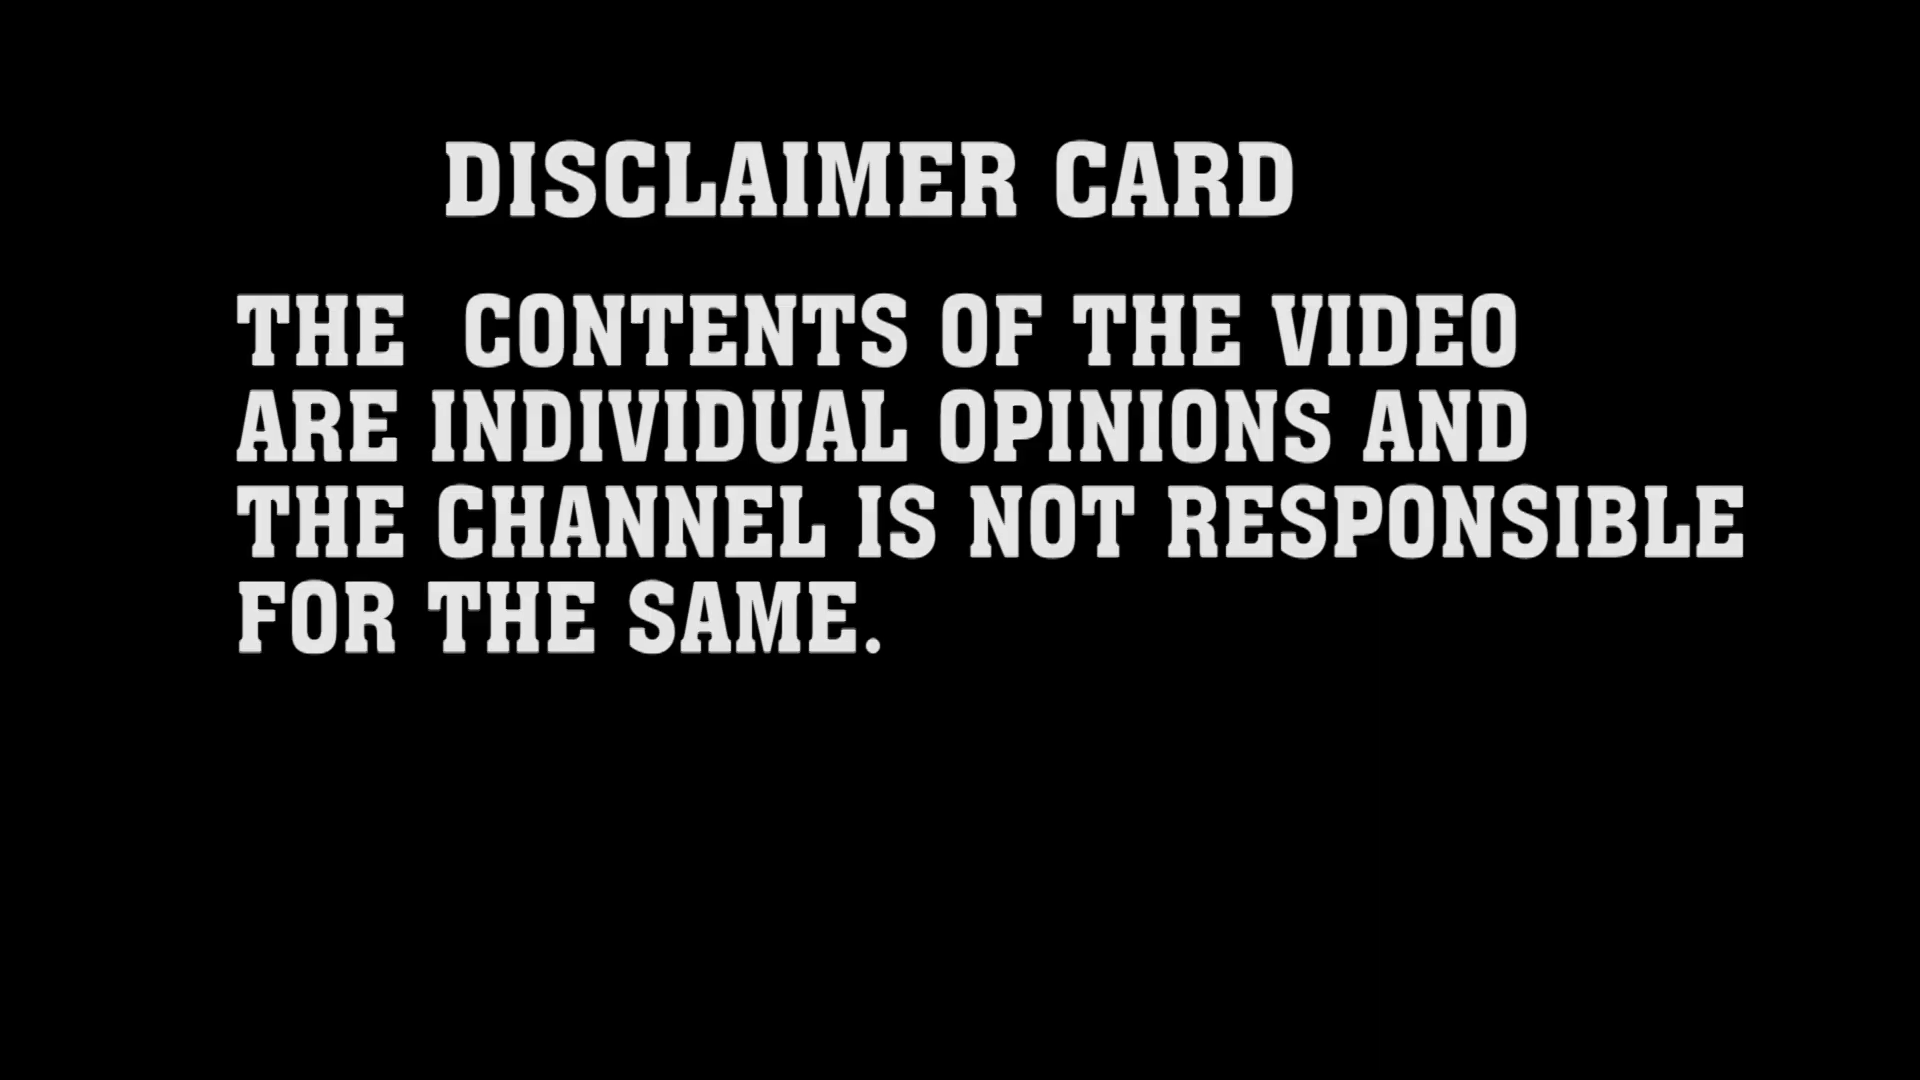 DISCLAIMER CARD
THE CONTENTS OF THE VIDEO
ARE INDIVIDUAL OPINIONS AND
THE CHANNEL IS NOT RESPONSIBLE
FOR THE SAME.